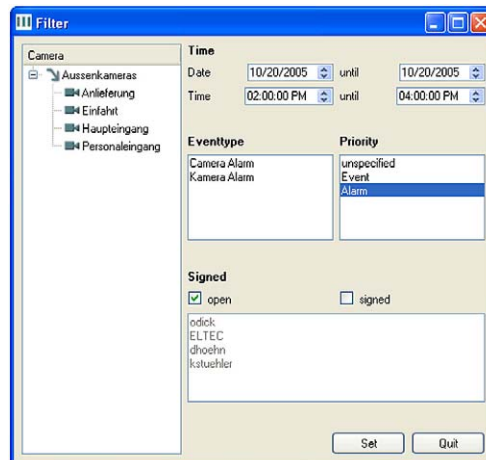 Filter
Camera
Aussenkameras
Anlieferung
Einfahrt
Haupteingang
Personaleingang
Time
Date 10/20/2005 until 10/20/2005
Time 02:00:00 PM until 04:00:00 PM
Eventtype
Camera Alarm
Kamera Alarm
Priority
unspecified
Event
Alarm
Signed
open signed
odick
ELTEC
dhoehn
kstuehler
Set Quit